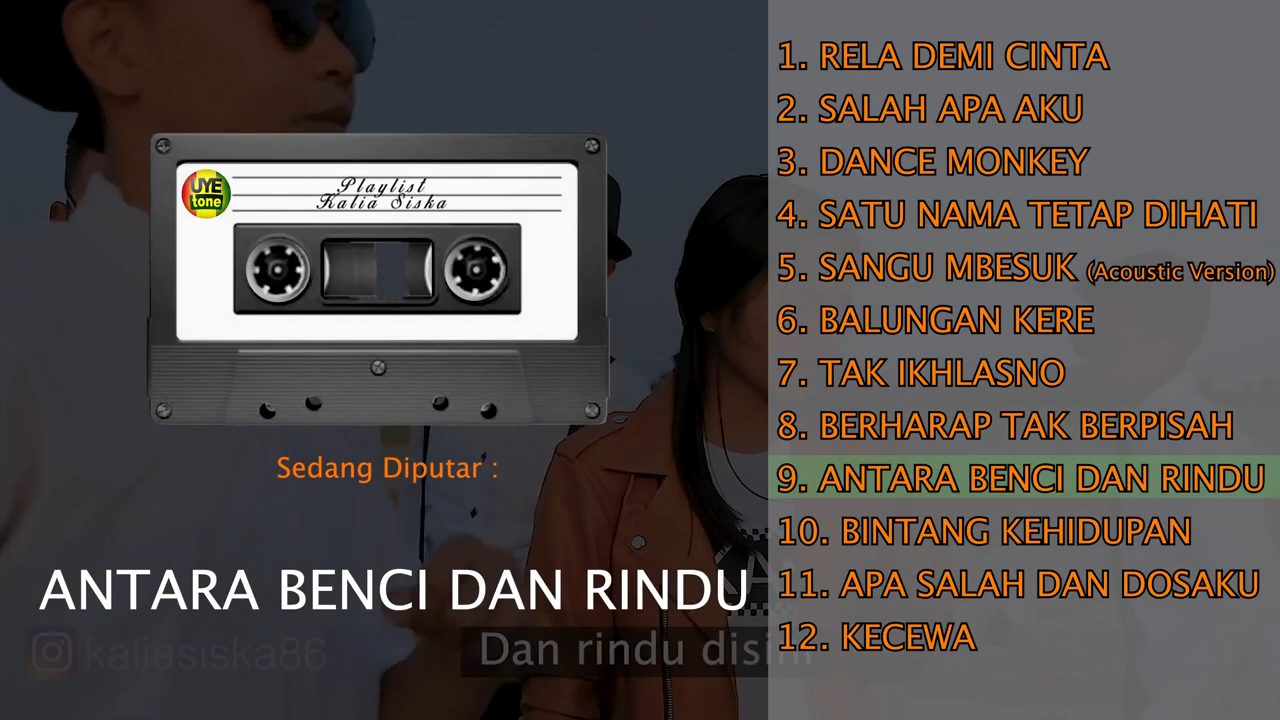 UYE
tone
Playlist
Kalia Siska
Sedang Diputar :
ANTARA BENCI DAN RINDU
kaliasiska86
Dan rindu disini
1. RELA DEMI CINTA
2. SALAH APA AKU
3. DANCE MONKEY
4. SATU NAMA TETAP DIHATI
5. SANGU MBESUK (Acoustic Version)
6. BALUNGAN KERE
7. TAK IKHLASNO
8. BERHARAP TAK BERPISAH
9. ANTARA BENCI DAN RINDU
10. BINTANG KEHIDUPAN
11. APA SALAH DAN DOSAKU
12. KECEWA